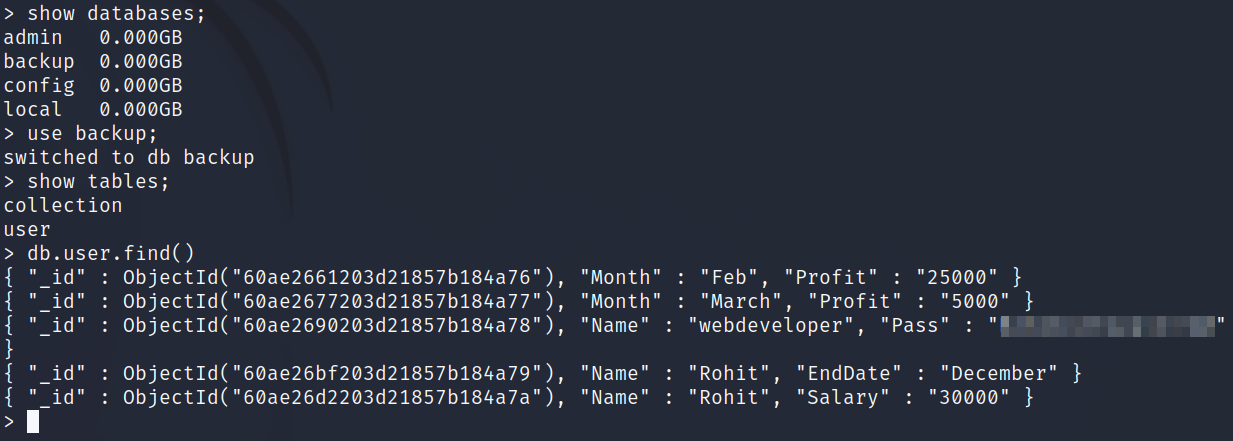 > show databases;
admin   0.000GB
backup  0.000GB
config  0.000GB
local   0.000GB
> use backup;
switched to db backup
> show tables;
collection
user
> db.user.find()
{ "_id" : ObjectId("60ae2661203d21857b184a76"), "Month" : "Feb", "Profit" : "25000" }
{ "_id" : ObjectId("60ae2677203d21857b184a77"), "Month" : "March", "Profit" : "5000" }
{ "_id" : ObjectId("60ae2690203d21857b184a78"), "Name" : "webdeveloper", "Pass" : "                  "
}
{ "_id" : ObjectId("60ae26bf203d21857b184a79"), "Name" : "Rohit", "EndDate" : "December" }
{ "_id" : ObjectId("60ae26d2203d21857b184a7a"), "Name" : "Rohit", "Salary" : "30000" }
>